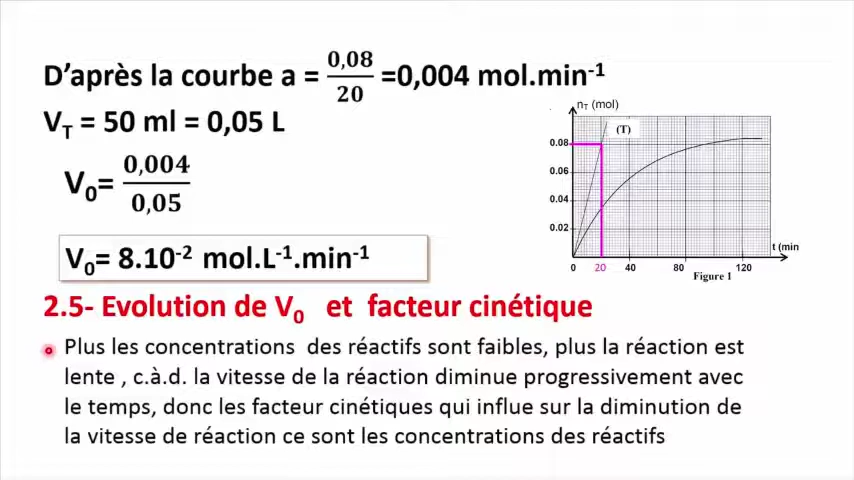 D'après la courbe a = 0,08/20 =0,004 mol.min⁻¹
V_T = 50 ml = 0,05 L
V₀= 0,004/0,05
V₀= 8.10⁻² mol.L⁻¹.min⁻¹
n_T (mol)
(T)
0.08
0.06
0.04
0.02
t (min
0 20 40 80 120
Figure 1
2.5- Evolution de V₀ et facteur cinétique
Plus les concentrations des réactifs sont faibles, plus la réaction est
lente , c.à.d. la vitesse de la réaction diminue progressivement avec
le temps, donc les facteur cinétiques qui influe sur la diminution de
la vitesse de réaction ce sont les concentrations des réactifs